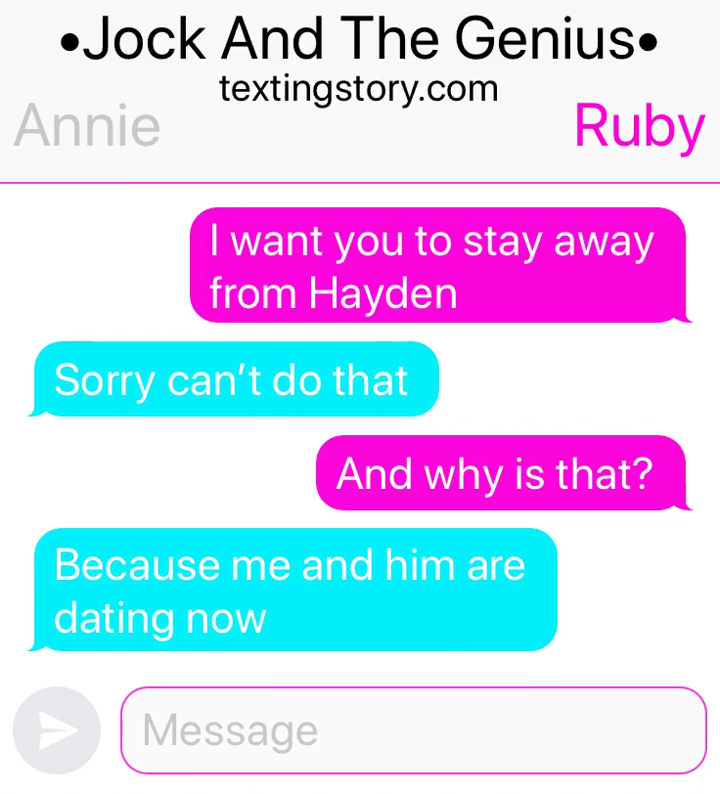 •Jock And The Genius•
textingstory.com
Annie
Ruby
I want you to stay away
from Hayden
Sorry can’t do that
And why is that?
Because me and him are
dating now
Message